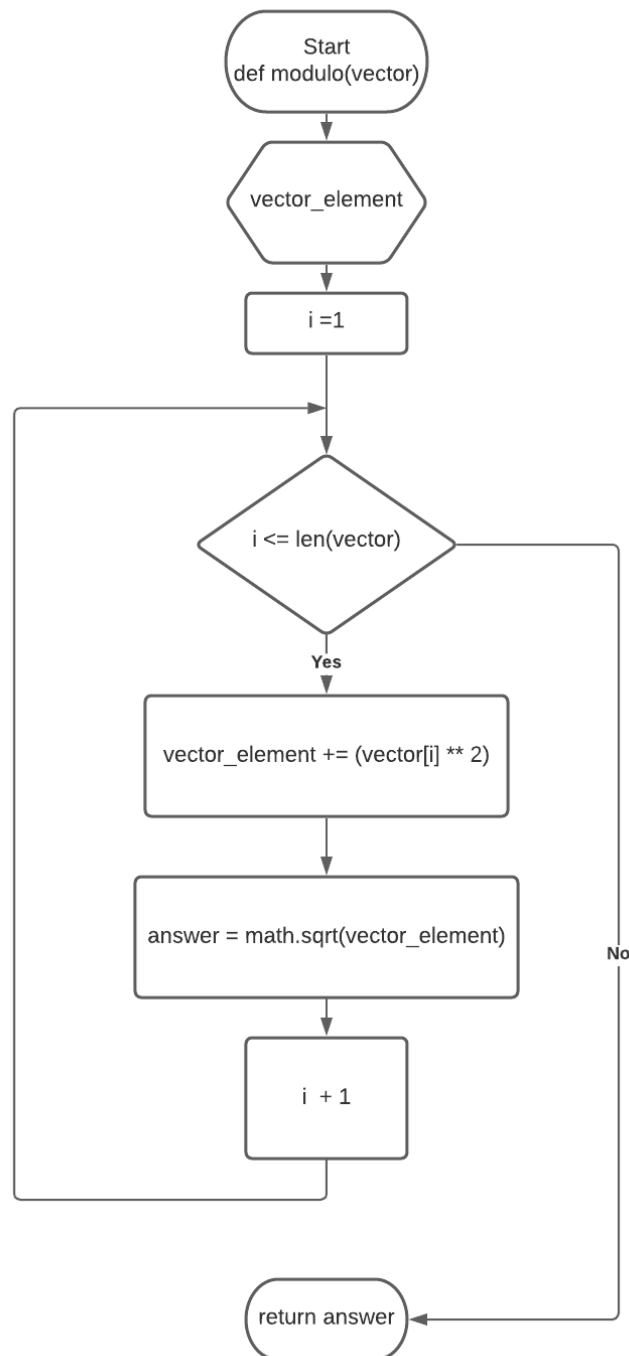 Start
def modulo(vector)
vector_element
i =1
i <= len(vector)
Yes
vector_element += (vector[i] ** 2)
answer = math.sqrt(vector_element)
No
i  + 1
return answer